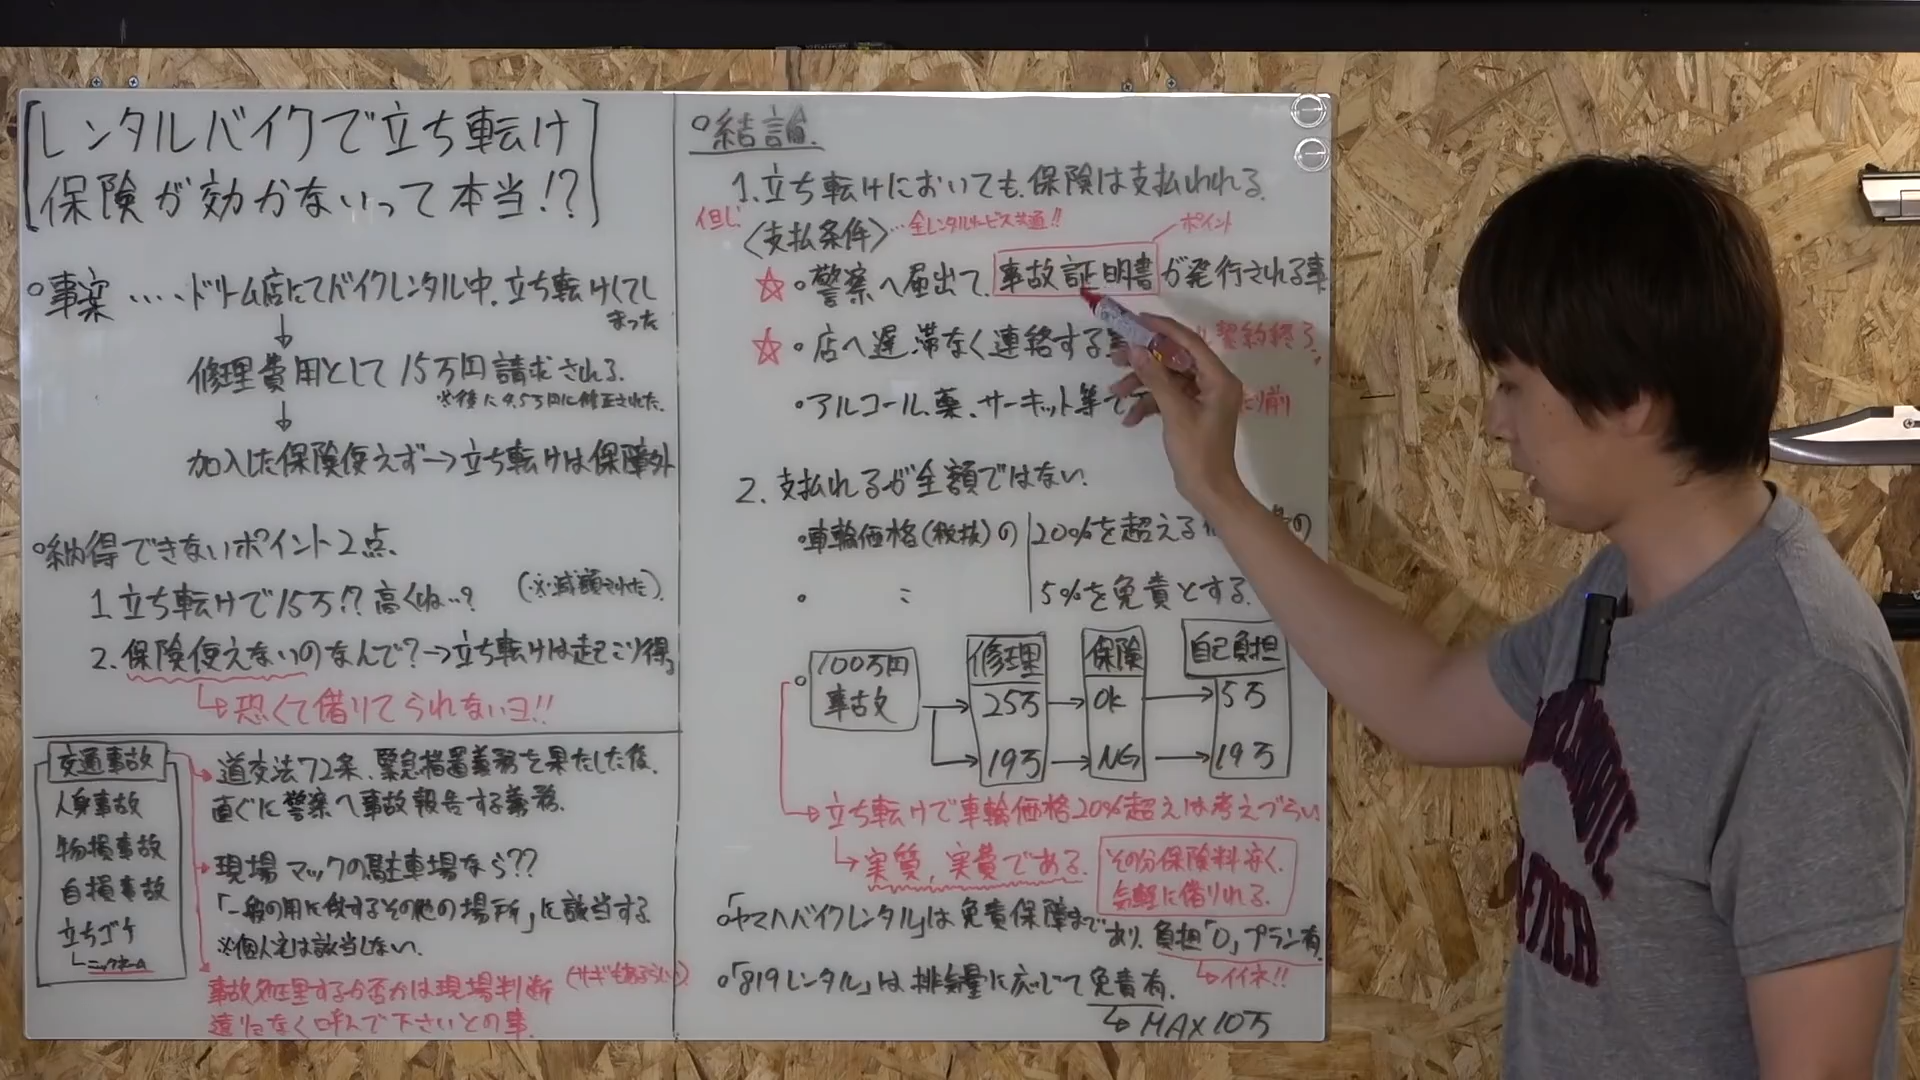 レンタルバイクで立ち転け
保険が効かないって本当!?
○事案 ‥‥ドリーム店にてバイクレンタル中、立ち転けしてしまった
↓
修理費用として15万円請求される。
※後に9.5万円に修正された。
↓
加入した保険使えず→立ち転けは保障外
○納得できないポイント2点、
1.立ち転けで15万!?高くね‥? (※減額された)
2.保険使えないのなんで?→立ち転けは起こり得る
↳恐くて借りてられないヨ!!
交通事故
人身事故
物損事故
自損事故
立ちゴケ
└ニックネーム
道交法72条、緊急措置義務を果たした後、
直ぐに警察へ事故報告する義務、
現場マックの駐車場なら??
「一般の用に供するその他の場所」に該当する
※個人宅は該当しない、
事故処理するか否かは現場判断
遠りょなく呼んで下さいとの事、
○結論.
1.立ち転けにおいても、保険は支払われる。
但し
〈支払条件〉…全レンタルサービス共通!!
ポイント
☆○警察へ届出て、事故証明書が発行される事
☆・店へ遅滞なく連絡する 契約終了
・アルコール、薬、サーキット等 前
2.支払れるが全額ではない、
・車輪価格(税抜)の 20%を超える の
・ 〃 5%を免責とする。
○100万円
事故
修理 保険 自己負担
→25万→OK→5万
→19万→NG→19万
→立ち転けで車輪価格20%超えは考えづらい
↳実質、実費である。
その分保険料安く、
気軽に借りれる。
○「ヤマハバイクレンタル」は免責保障まで
あり、負担「0」プラン有、
↳イイネ!!
○「819レンタル」は排気量に応じて免責有.
↳MAX10万